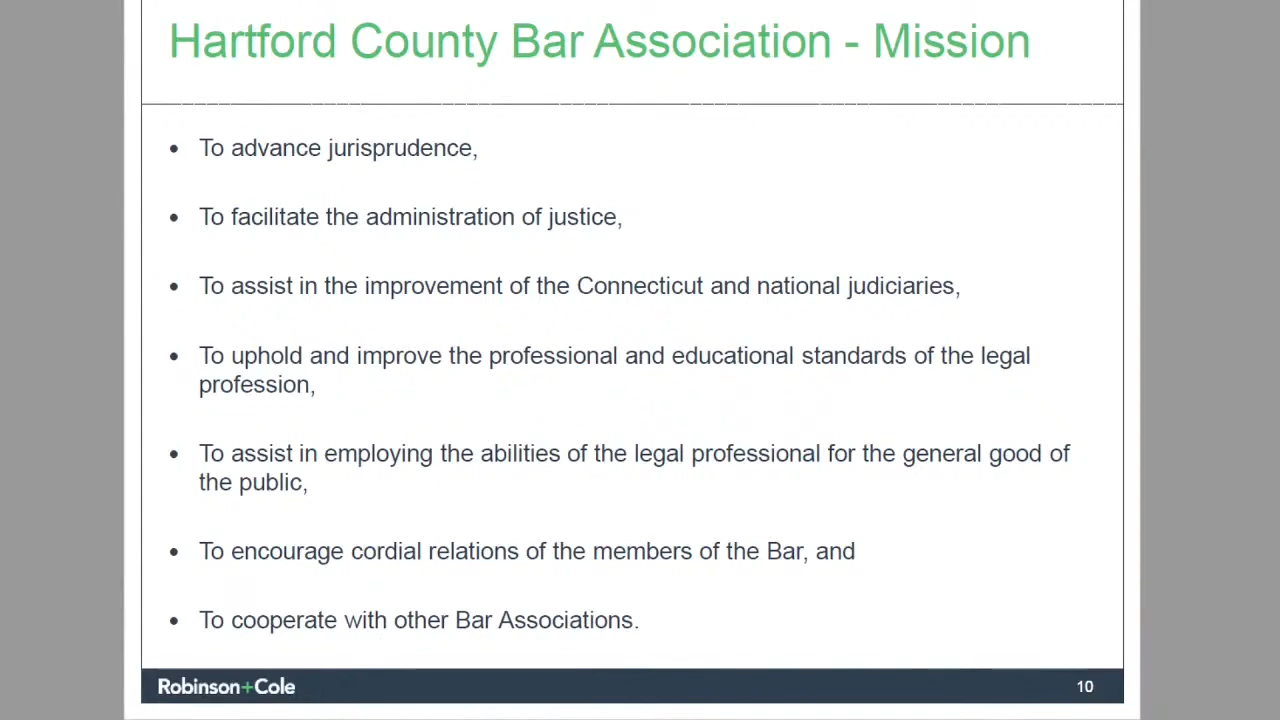 Hartford County Bar Association - Mission
• To advance jurisprudence,
• To facilitate the administration of justice,
• To assist in the improvement of the Connecticut and national judiciaries,
• To uphold and improve the professional and educational standards of the legal
profession,
• To assist in employing the abilities of the legal professional for the general good of
the public,
• To encourage cordial relations of the members of the Bar, and
• To cooperate with other Bar Associations.
Robinson+Cole
10